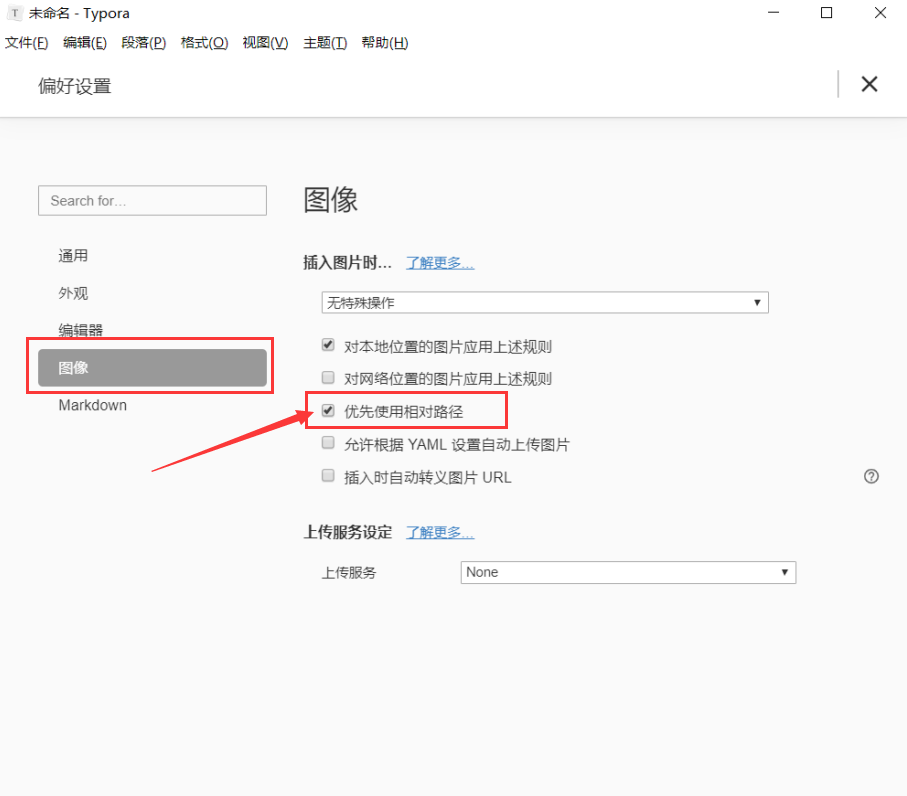 T 未命名 - Typora
文件(F) 编辑(E) 段落(P) 格式(O) 视图(V) 主题(T) 帮助(H)
偏好设置
Search for...
通用
外观
编辑器
图像
Markdown
图像
插入图片时... 了解更多...
无特殊操作
对本地位置的图片应用上述规则
对网络位置的图片应用上述规则
优先使用相对路径
允许根据 YAML 设置自动上传图片
插入时自动转义图片 URL
上传服务设定 了解更多...
上传服务 None